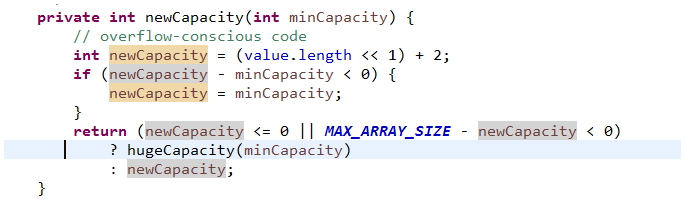 private int newCapacity(int minCapacity) {
// overflow-conscious code
int newCapacity = (value.length << 1) + 2;
if (newCapacity - minCapacity < 0) {
newCapacity = minCapacity;
}
return (newCapacity <= 0 || MAX_ARRAY_SIZE - newCapacity < 0)
? hugeCapacity(minCapacity)
: newCapacity;
}